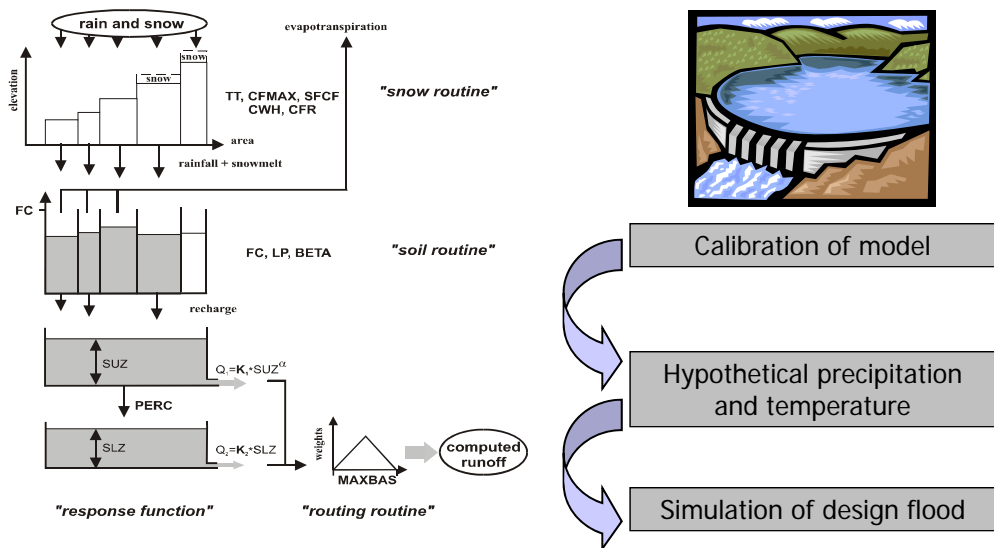 rain and snow
evapotranspiration
snow
snow
elevation
TT, CFMAX, SFCF
CWH, CFR
"snow routine"
area
rainfall + snowmelt
FC
FC, LP, BETA
"soil routine"
recharge
SUZ
Q₁=K₁*SUZ^α
PERC
SLZ
Q₂=K₂*SLZ
weights
MAXBAS
computed
runoff
"response function"
"routing routine"
Calibration of model
Hypothetical precipitation
and temperature
Simulation of design flood